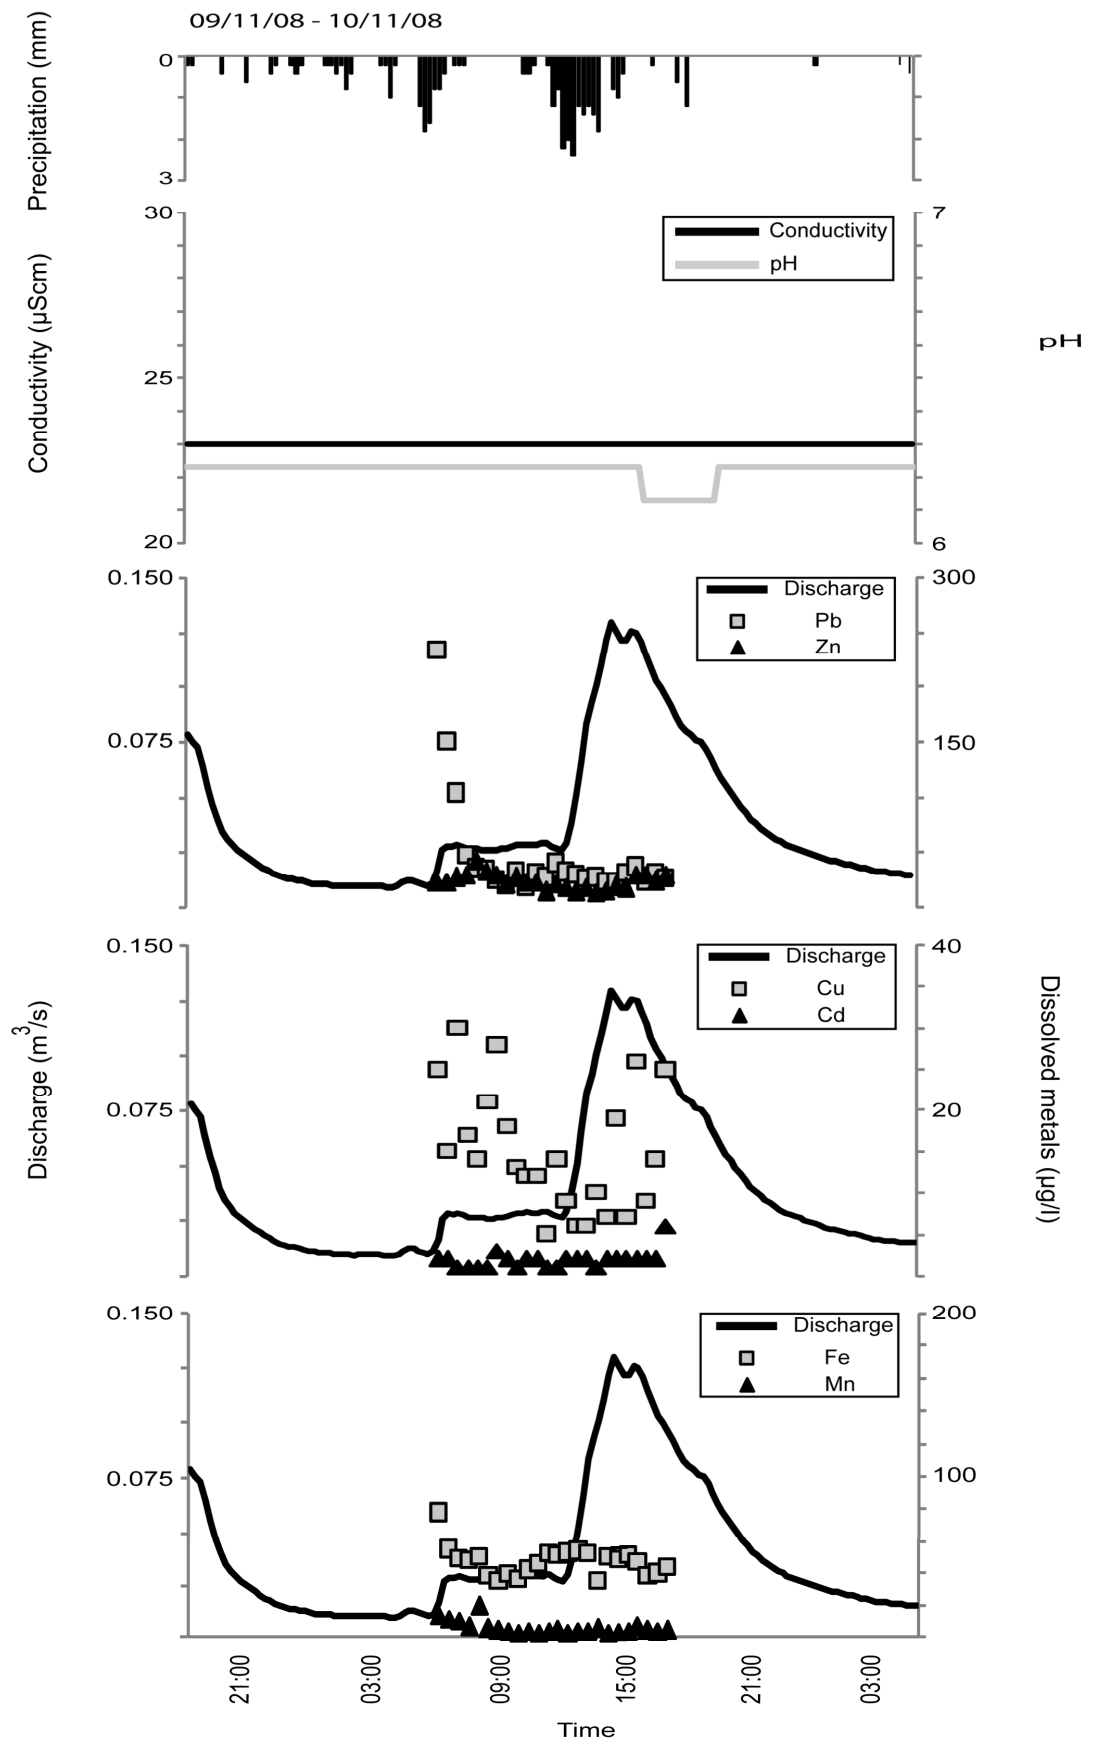 09/11/08 - 10/11/08
Precipitation (mm)
0
3
Conductivity (µScm)
30
25
20
7
6
pH
Conductivity
pH
0.150
0.075
300
150
Discharge
Pb
Zn
0.150
0.075
40
20
Discharge
Cu
Cd
Discharge (m³/s)
Dissolved metals (µg/l)
0.150
0.075
200
100
Discharge
Fe
Mn
21:00 03:00 09:00 15:00 21:00 03:00
Time